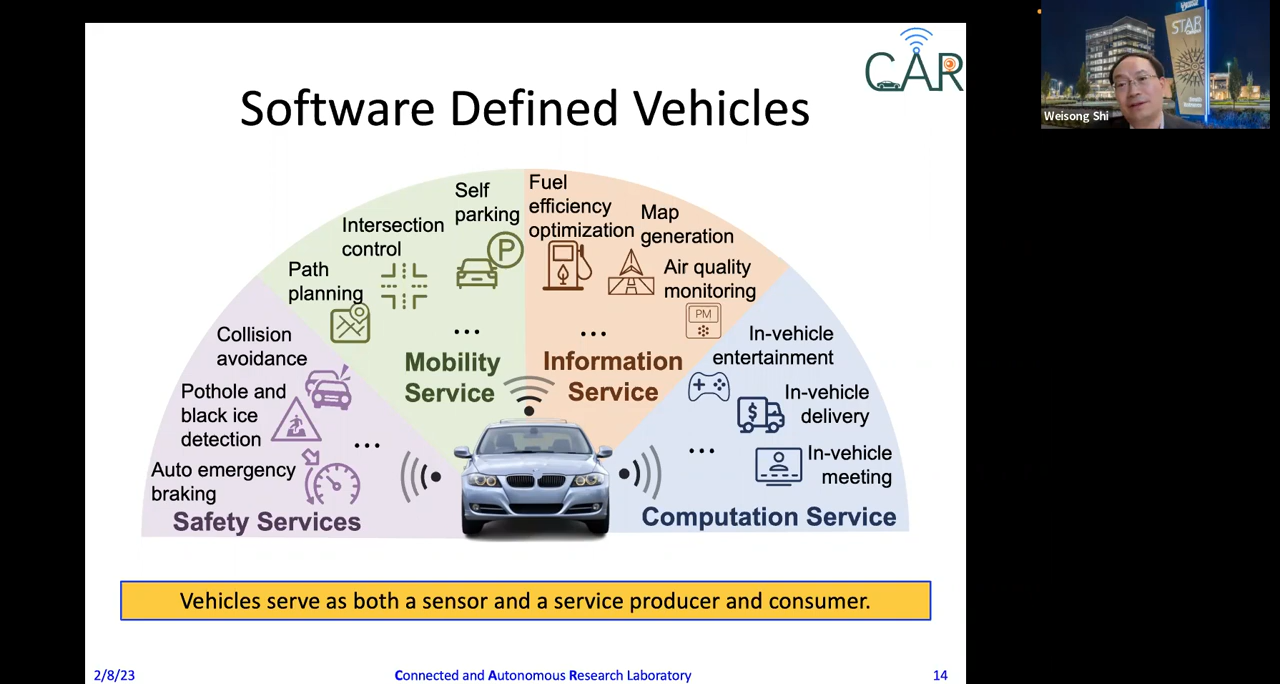 CAR
Software Defined Vehicles
Self
parking
Intersection
control
Path
planning
...
Mobility
Service
Fuel
efficiency
optimization
Map
generation
Air quality
monitoring
P
PM
...
Information
Service
Collision
avoidance
Pothole and
black ice
detection
Auto emergency
braking
...
Safety Services
In-vehicle
entertainment
In-vehicle
delivery
$
In-vehicle
meeting
...
Computation Service
Vehicles serve as both a sensor and a service producer and consumer.
2/8/23
Connected and Autonomous Research Laboratory
14
STAR
Weisong Shi